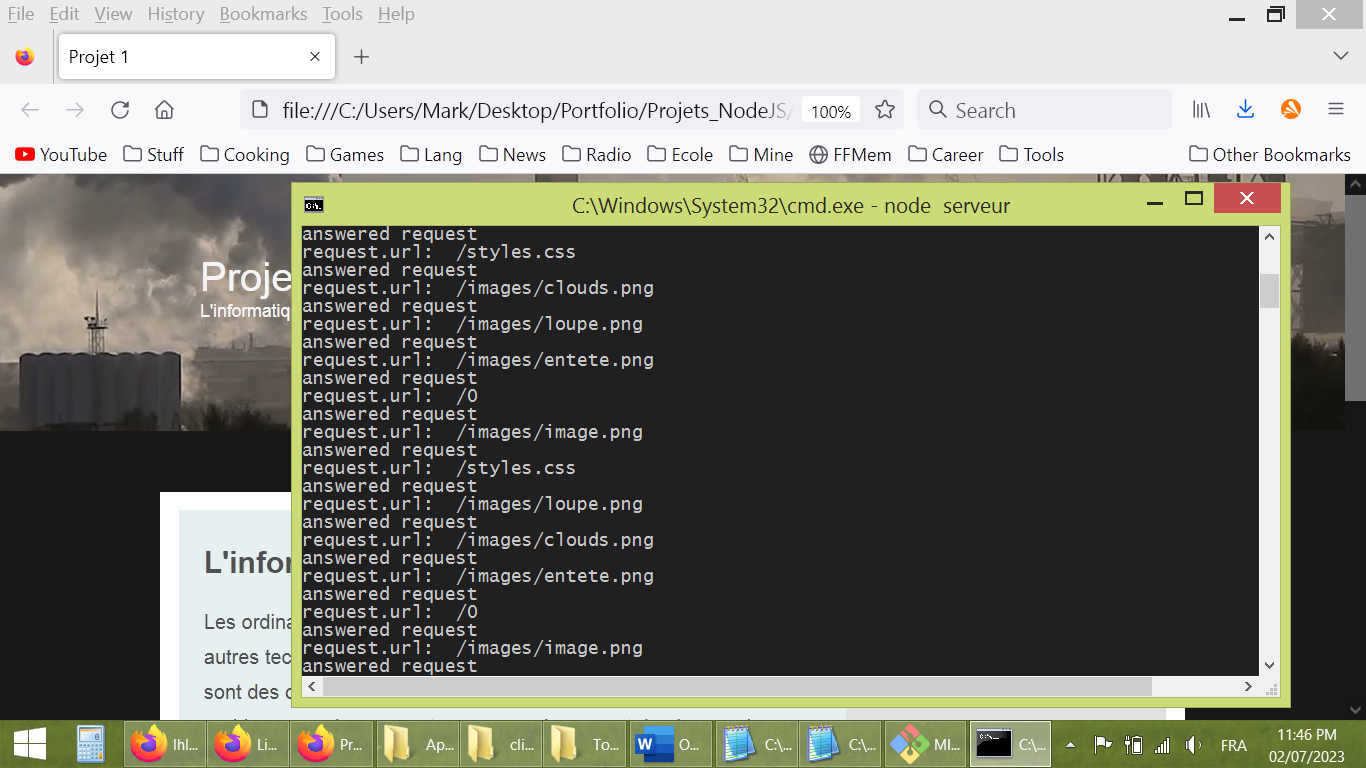 File Edit View History Bookmarks Tools Help
Projet 1
file:///C:/Users/Mark/Desktop/Portfolio/Projets_NodeJS/ 100% Search
YouTube Stuff Cooking Games Lang News Radio Ecole Mine FFMem Career Tools Other Bookmarks
C:\Windows\System32\cmd.exe - node serveur
Proje
L'informatiq
answered request
request.url: /styles.css
answered request
request.url: /images/clouds.png
answered request
request.url: /images/loupe.png
answered request
request.url: /images/entete.png
answered request
request.url: /0
answered request
request.url: /images/image.png
answered request
request.url: /styles.css
answered request
request.url: /images/loupe.png
answered request
request.url: /images/clouds.png
answered request
request.url: /images/entete.png
answered request
request.url: /0
answered request
request.url: /images/image.png
answered request
L'infor
Les ordina
autres tec
sont des c
Ihl... Li... Pr... Ap... cli... To... O... C:\... C:\... MI... C:\... FRA
11:46 PM
02/07/2023